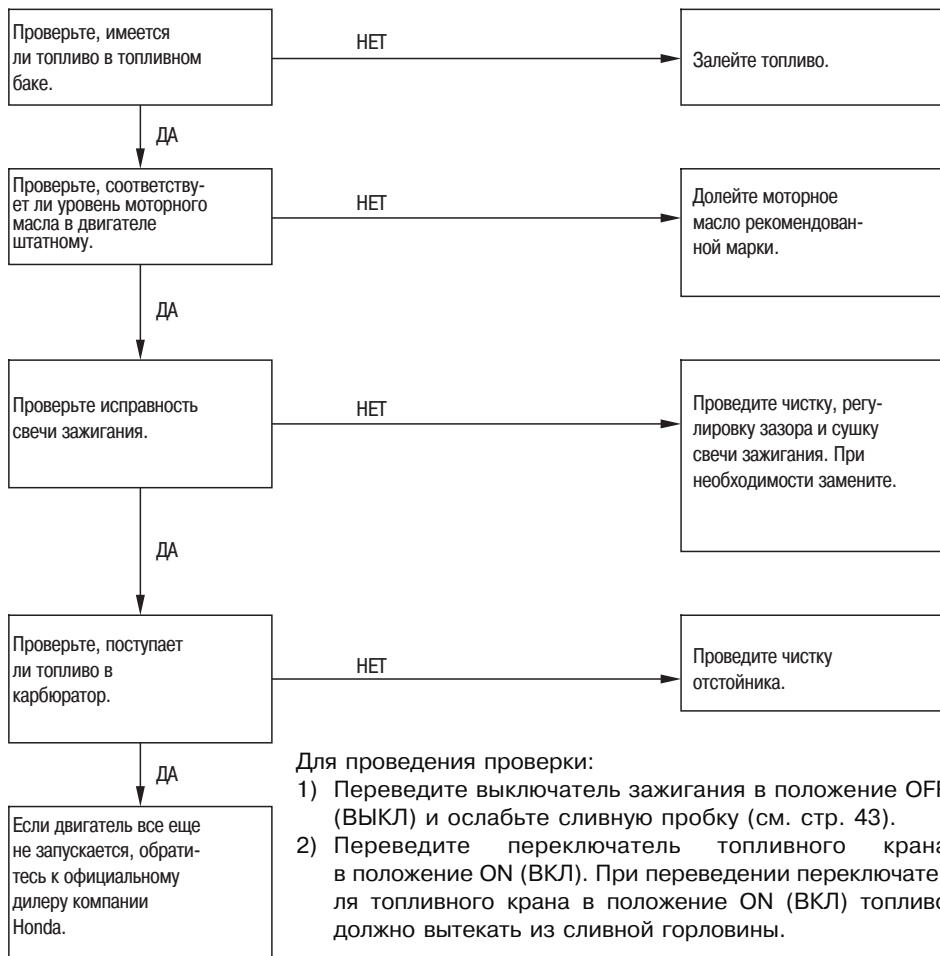 Проверьте, имеется
ли топливо в топливном
баке.
НЕТ
Залейте топливо.
ДА
Проверьте, соответству-
ет ли уровень моторного
масла в двигателе
штатному.
НЕТ
Долейте моторное
масло рекомендован-
ной марки.
ДА
Проверьте исправность
свечи зажигания.
НЕТ
Проведите чистку, регу-
лировку зазора и сушку
свечи зажигания. При
необходимости замените.
ДА
Проверьте, поступает
ли топливо в
карбюратор.
НЕТ
Проведите чистку
отстойника.
ДА
Если двигатель все еще
не запускается, обрати-
тесь к официальному
дилеру компании
Honda.
Для проведения проверки:
1) Переведите выключатель зажигания в положение OFF
(ВЫКЛ) и ослабьте сливную пробку (см. стр. 43).
2) Переведите переключатель топливного крана
в положение ON (ВКЛ). При переведении переключате
ля топливного крана в положение ON (ВКЛ) топливо
должно вытекать из сливной горловины.